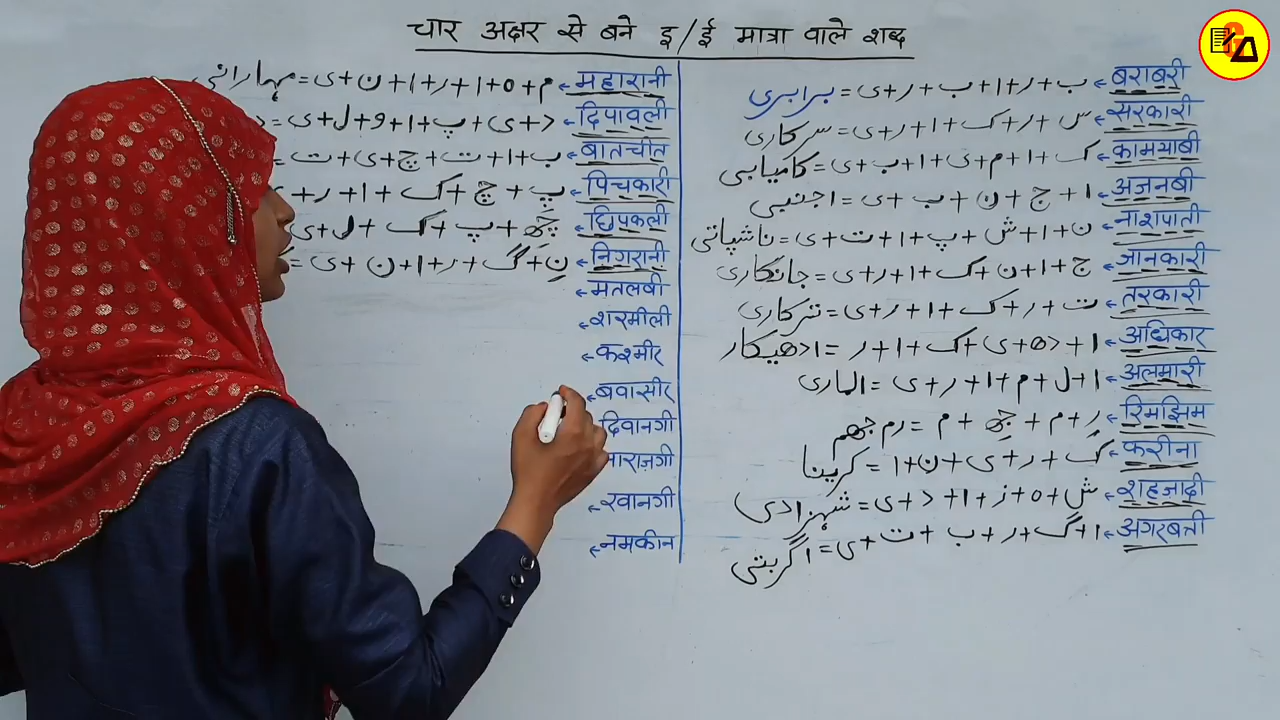 चार अक्षर से बने इ/ई मात्रा वाले शब्द
बराबरी ← ب + ر + ا + ب + ر + ی = برابری
सरकारी ← س + ر + ک + ا + ر + ی = سرکاری
कामयाबी ← ک + ا + م + ی + ا + ب + ی = کامیابی
अजनबी ← ا + ج + ن + ب + ی = اجنبی
नाशपाती ← ن + ا + ش + پ + ا + ت + ی = ناشپاتی
जानकारी ← ج + ا + ن + ک + ا + ر + ی = جانکاری
तरकारी ← ت + ر + ک + ا + ر + ی = ترکاری
अधिकार ← ا + دھ + ی + ک + ا + ر = ادھیکار
अलमारी ← ا + ل + م + ا + ر + ی = الماری
रिमझिम ← رِ + م + جھِ + م = رم جھم
करीना ← ک + ر + ی + ن + ا = کرینا
शहजादी ← ش + ہ + ز + ا + د + ی = شہزادی
अगरबत्ती ← ا + گ + ر + ب + ت + ی = اگربتی
महारानी ← م + ہ + ا + ر + ا + ن + ی = مہارانی
दिपावली ← د + ی + پ + ا + و + ل + ی =
बातचीत ← ب + ا + ت + چ + ی + ت =
पिचकारी ← پِ + چ + ک + ا + ر +
छिपकली ← چھِ + پ + ک + ل + ی
निगरानी ← نِ + گ + ر + ا + ن + ی =
मतलबी ←
शरमीली ←
कश्मीर ←
बवासीर ←
दिवानगी
ाराज़गी
रवानगी ←
नमकीन ←